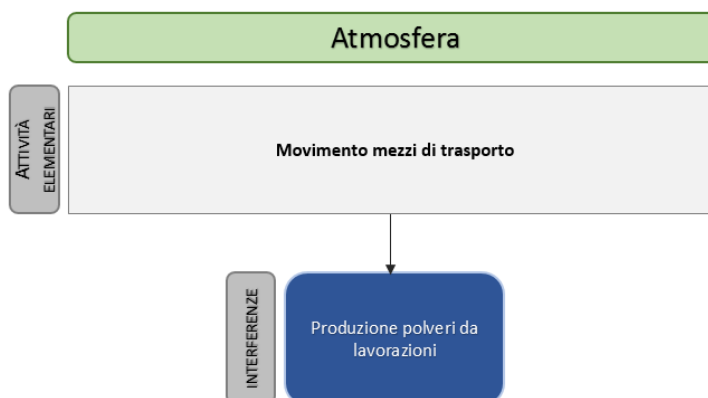 Atmosfera
ATTIVITÀ
ELEMENTARI
Movimento mezzi di trasporto
INTERFERENZE
Produzione polveri da
lavorazioni